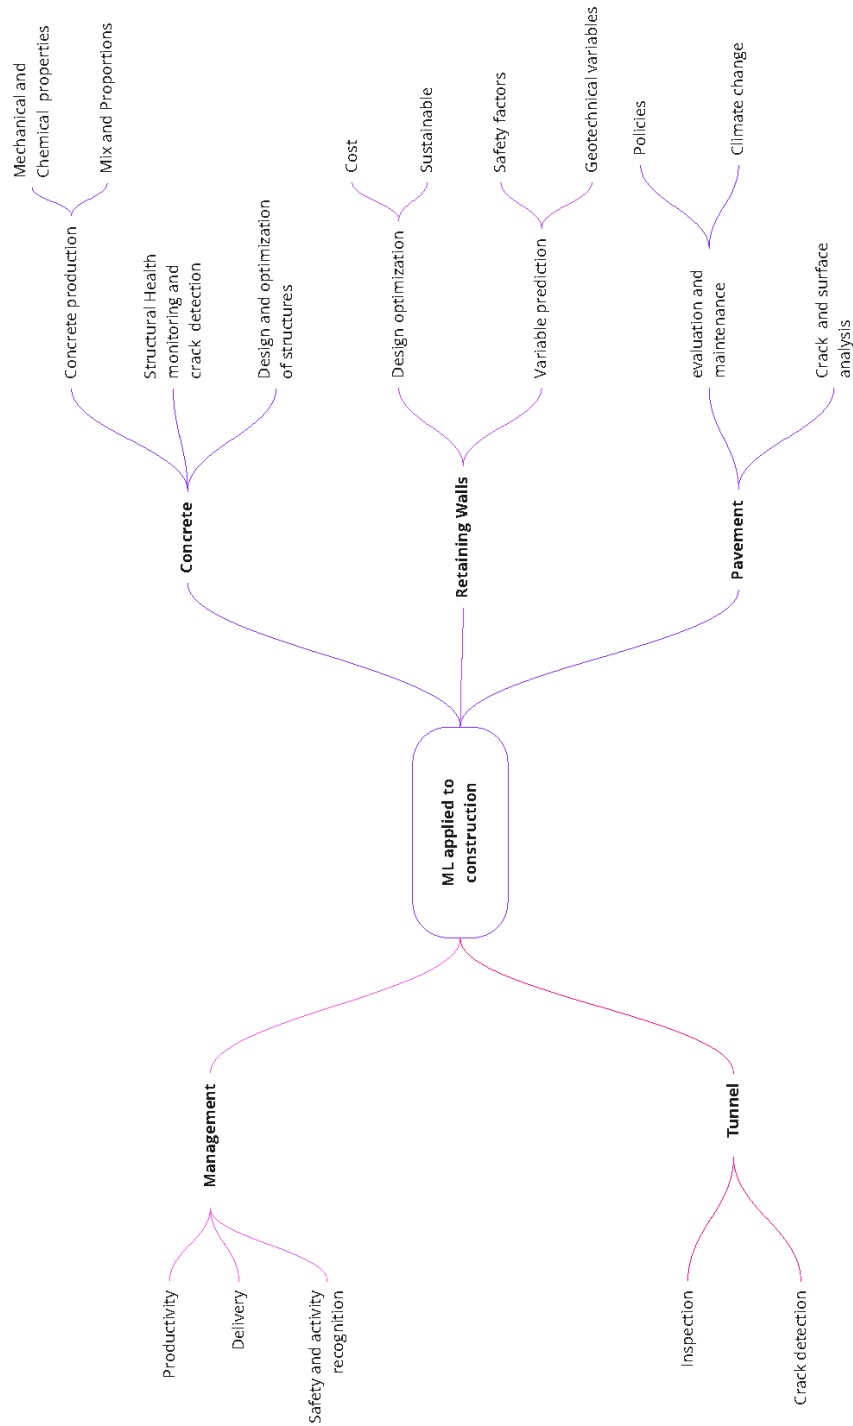 ML applied to
construction
Management
Productivity
Delivery
Safety and activity
recognition
Tunnel
Inspection
Crack detection
Concrete
Concrete production
Mechanical and
Chemical properties
Mix and Proportions
Structural Health
monitoring and
crack detection
Design and optimization
of structures
Retaining Walls
Design optimization
Cost
Sustainable
Variable prediction
Safety factors
Geotechnical variables
Pavement
evaluation and
maintenance
Policies
Climate change
Crack and surface
analysis